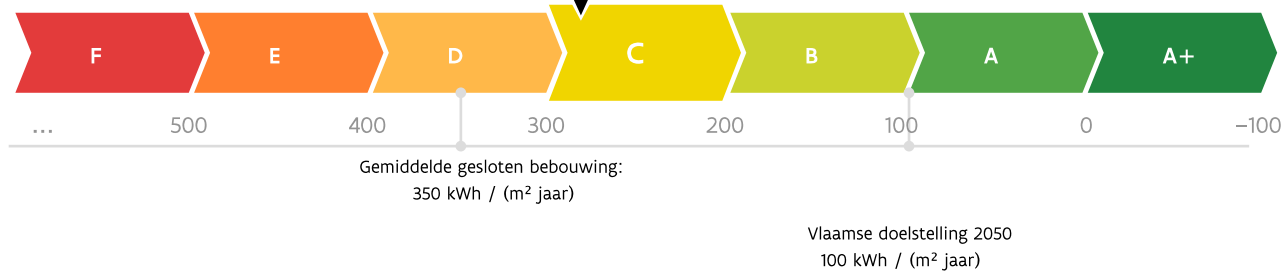 F E D C B A A+
... 500 400 300 200 100 0 –100
Gemiddelde gesloten bebouwing:
350 kWh / (m² jaar)
Vlaamse doelstelling 2050
100 kWh / (m² jaar)